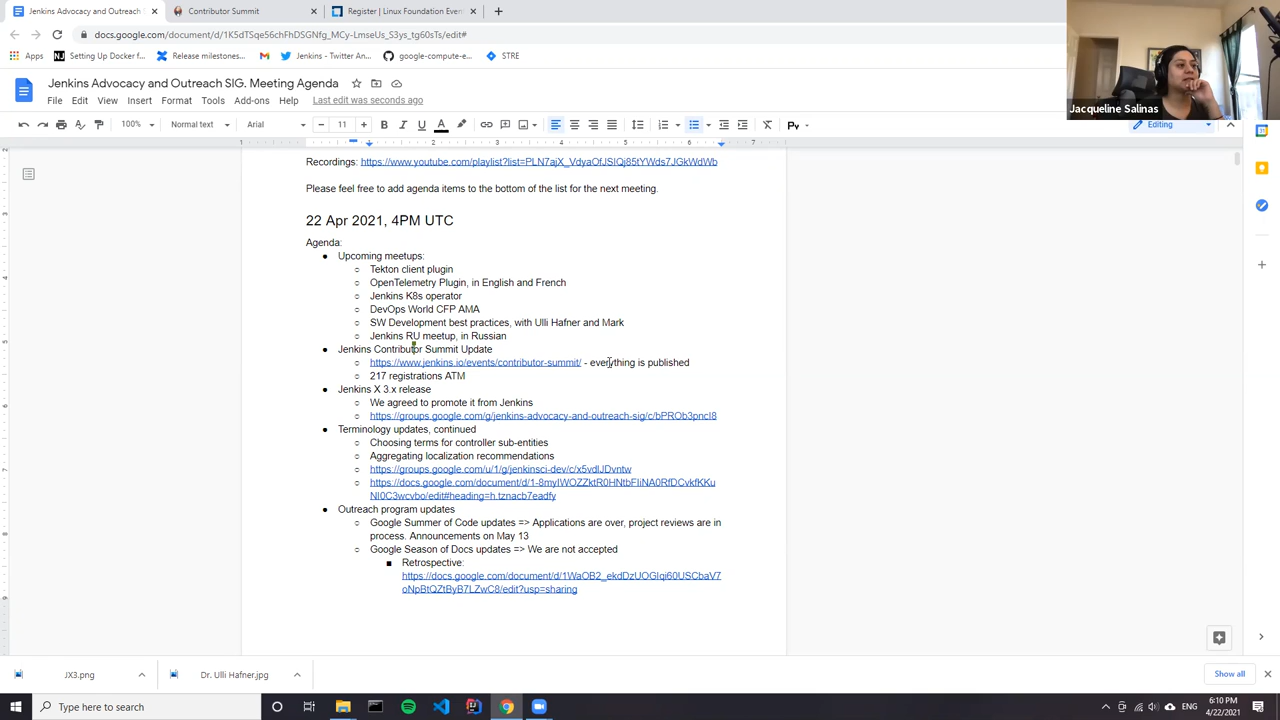 Jenkins Advocacy and Outreach S
Contributor Summit
Register | Linux Foundation Even
docs.google.com/document/d/1K5dTSqe56chFhDSGNfg_MCy-LmseUs_S3ys_tg60sTs/edit#
Apps
Setting Up Docker f...
Release milestones...
Jenkins - Twitter An...
google-compute-e...
STRE
Jenkins Advocacy and Outreach SIG. Meeting Agenda
File Edit View Insert Format Tools Add-ons Help Last edit was seconds ago
Jacqueline Salinas
100% Normal text Arial 11 Editing
Recordings: https://www.youtube.com/playlist?list=PLN7ajX_VdyaOfJSIQj85tYWds7JGkWdWb
Please feel free to add agenda items to the bottom of the list for the next meeting.
22 Apr 2021, 4PM UTC
Agenda:
Upcoming meetups:
Tekton client plugin
OpenTelemetry Plugin, in English and French
Jenkins K8s operator
DevOps World CFP AMA
SW Development best practices, with Ulli Hafner and Mark
Jenkins RU meetup, in Russian
Jenkins Contributor Summit Update
https://www.jenkins.io/events/contributor-summit/ - everything is published
217 registrations ATM
Jenkins X 3.x release
We agreed to promote it from Jenkins
https://groups.google.com/g/jenkins-advocacy-and-outreach-sig/c/bPROb3pncI8
Terminology updates, continued
Choosing terms for controller sub-entities
Aggregating localization recommendations
https://groups.google.com/u/1/g/jenkinsci-dev/c/x5vdlJDvntw
https://docs.google.com/document/d/1-8myIWOZZktR0HNtbFIiNA0RfDCvkfKKu
NI0C3wcvbo/edit#heading=h.tznacb7eadfy
Outreach program updates
Google Summer of Code updates => Applications are over, project reviews are in
process. Announcements on May 13
Google Season of Docs updates => We are not accepted
Retrospective:
https://docs.google.com/document/d/1WaOB2_ekdDzUOGIqi60USCbaV7
oNpBtQZtByB7LZwC8/edit?usp=sharing
JX3.png
Dr. Ulli Hafner.jpg
Show all
Type here to search
ENG
6:10 PM
4/22/2021